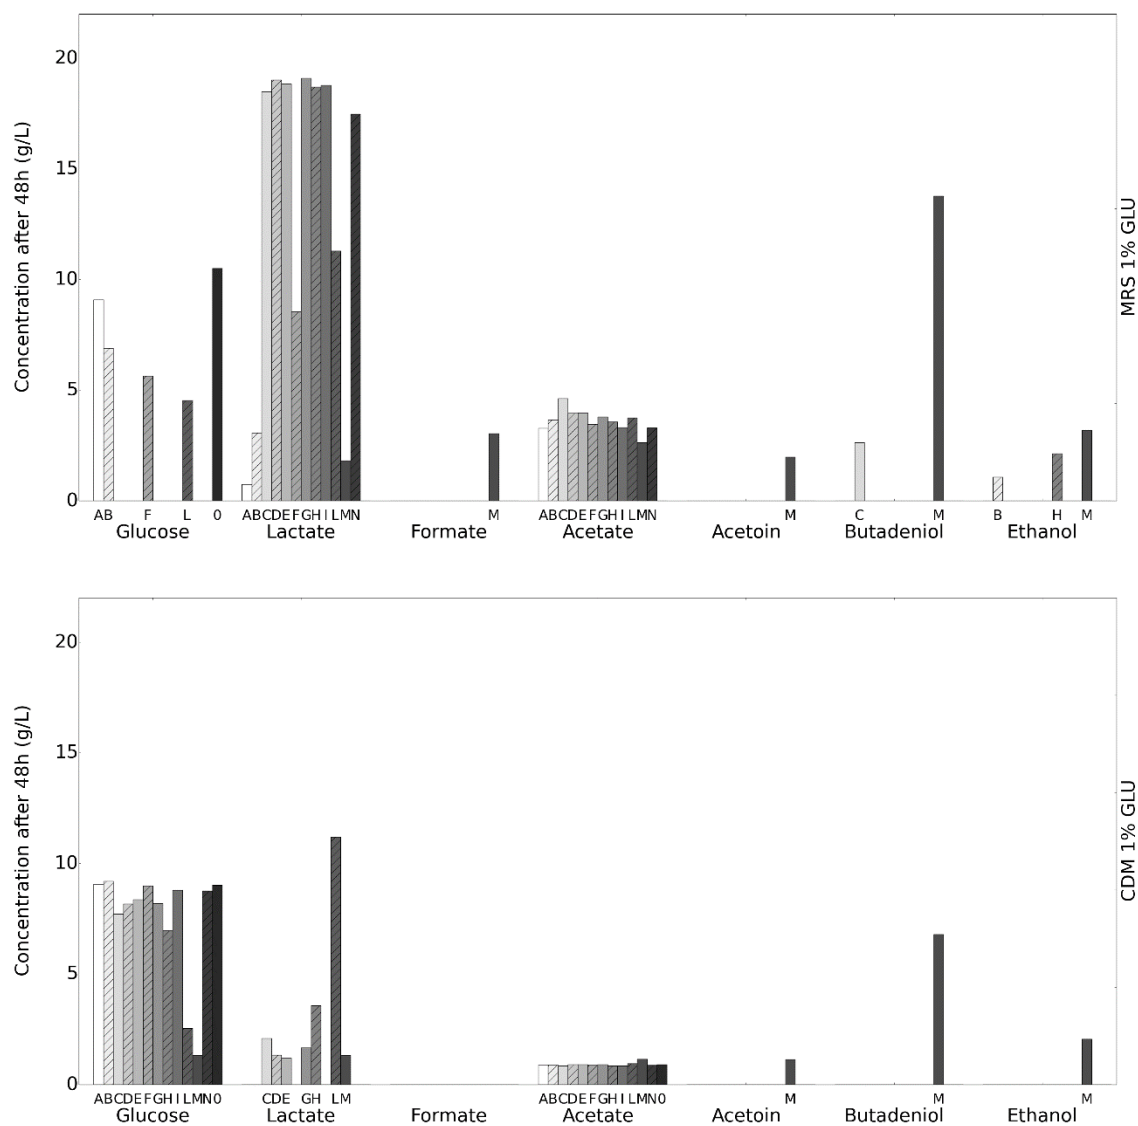 20
15
10
5
0
Concentration after 48h (g/L)
MRS 1% GLU
AB F L 0 ABCDEFGHILMN M ABCDEFGHILMN M C M B H M
Glucose Lactate Formate Acetate Acetoin Butadeniol Ethanol
20
15
10
5
0
Concentration after 48h (g/L)
CDM 1% GLU
ABCDEFGHILMN0 CDE GH LM ABCDEFGHILMN0 M M M
Glucose Lactate Formate Acetate Acetoin Butadeniol Ethanol